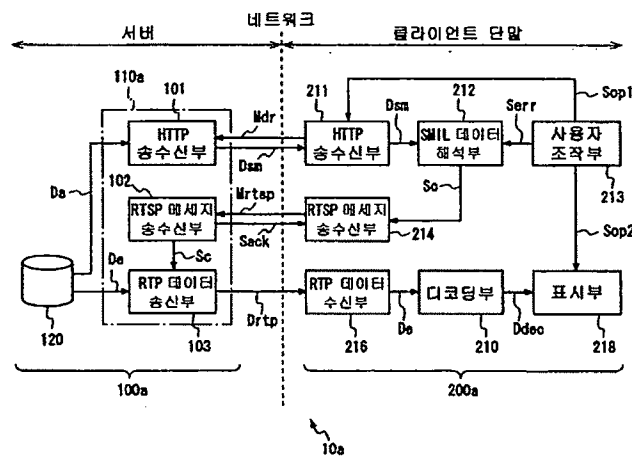 네트워크
서버
클라이언트 단말
110a
101
HTTP
송수신부
Mdr
Dsm
211
HTTP
송수신부
Dsm
212
SMIL 데이터
해석부
Serr
Sop1
사용자
조작부
213
Da
102
RTSP 메세지
송수신부
Mrtsp
Sack
RTSP 메세지
송수신부
214
Sc
Sc
Sop2
De
120
RTP 데이터
송신부
103
Drtp
RTP 데이터
수신부
216
De
디코딩부
210
Ddec
표시부
218
100a
200a
10a